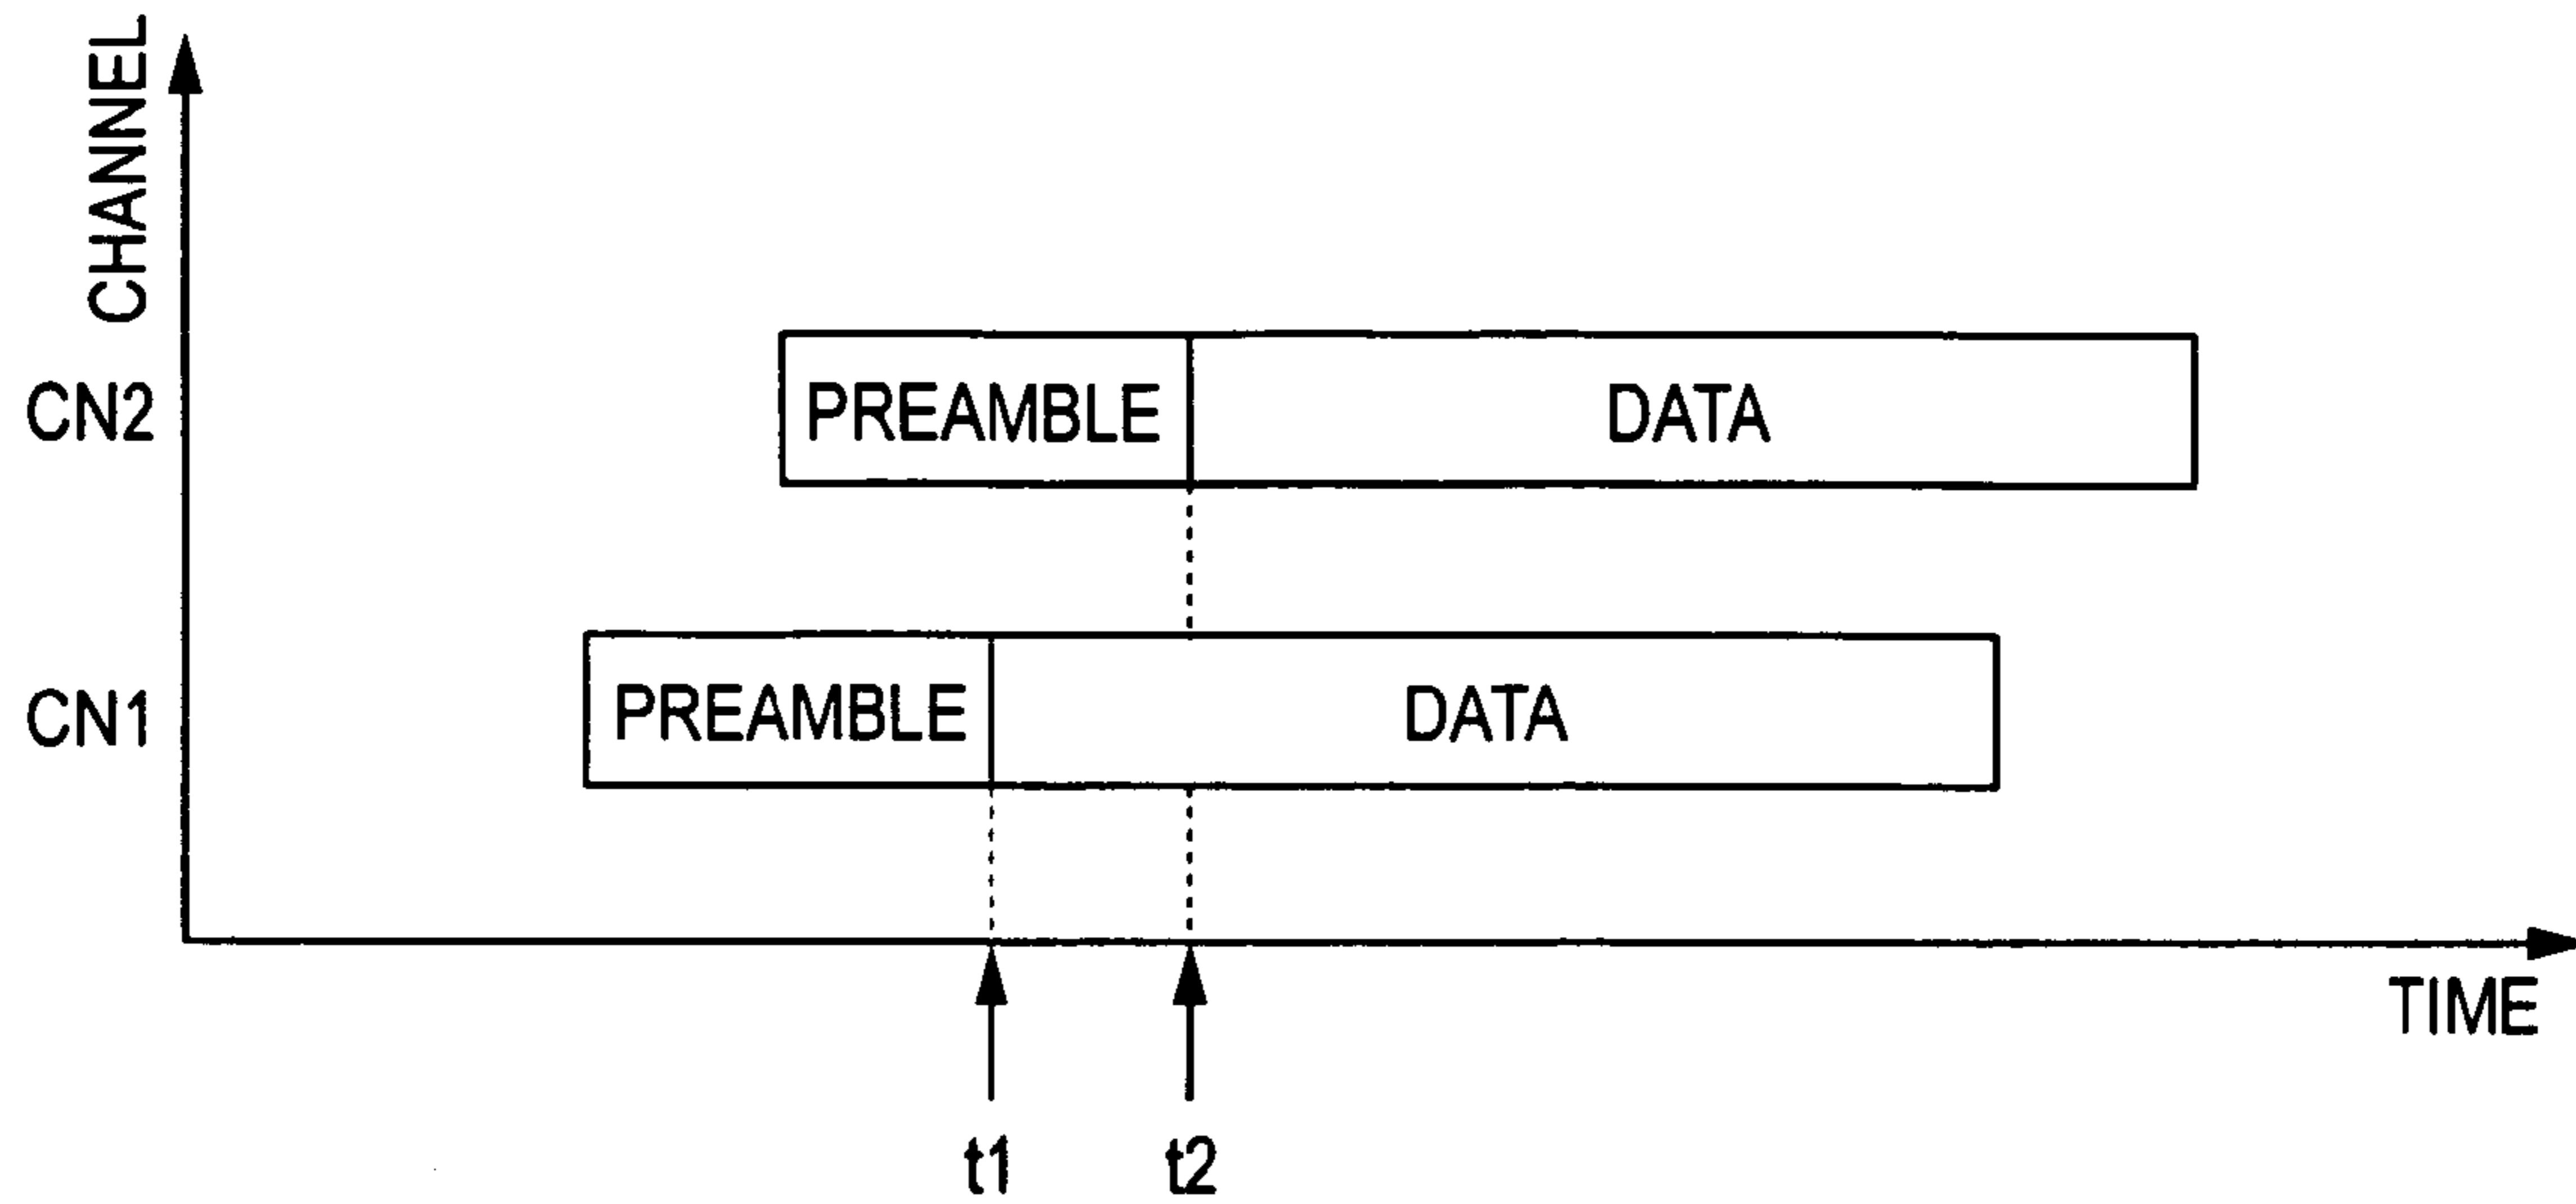 CHANNEL
CN2
PREAMBLE
DATA
CN1
PREAMBLE
DATA
TIME
t1
t2